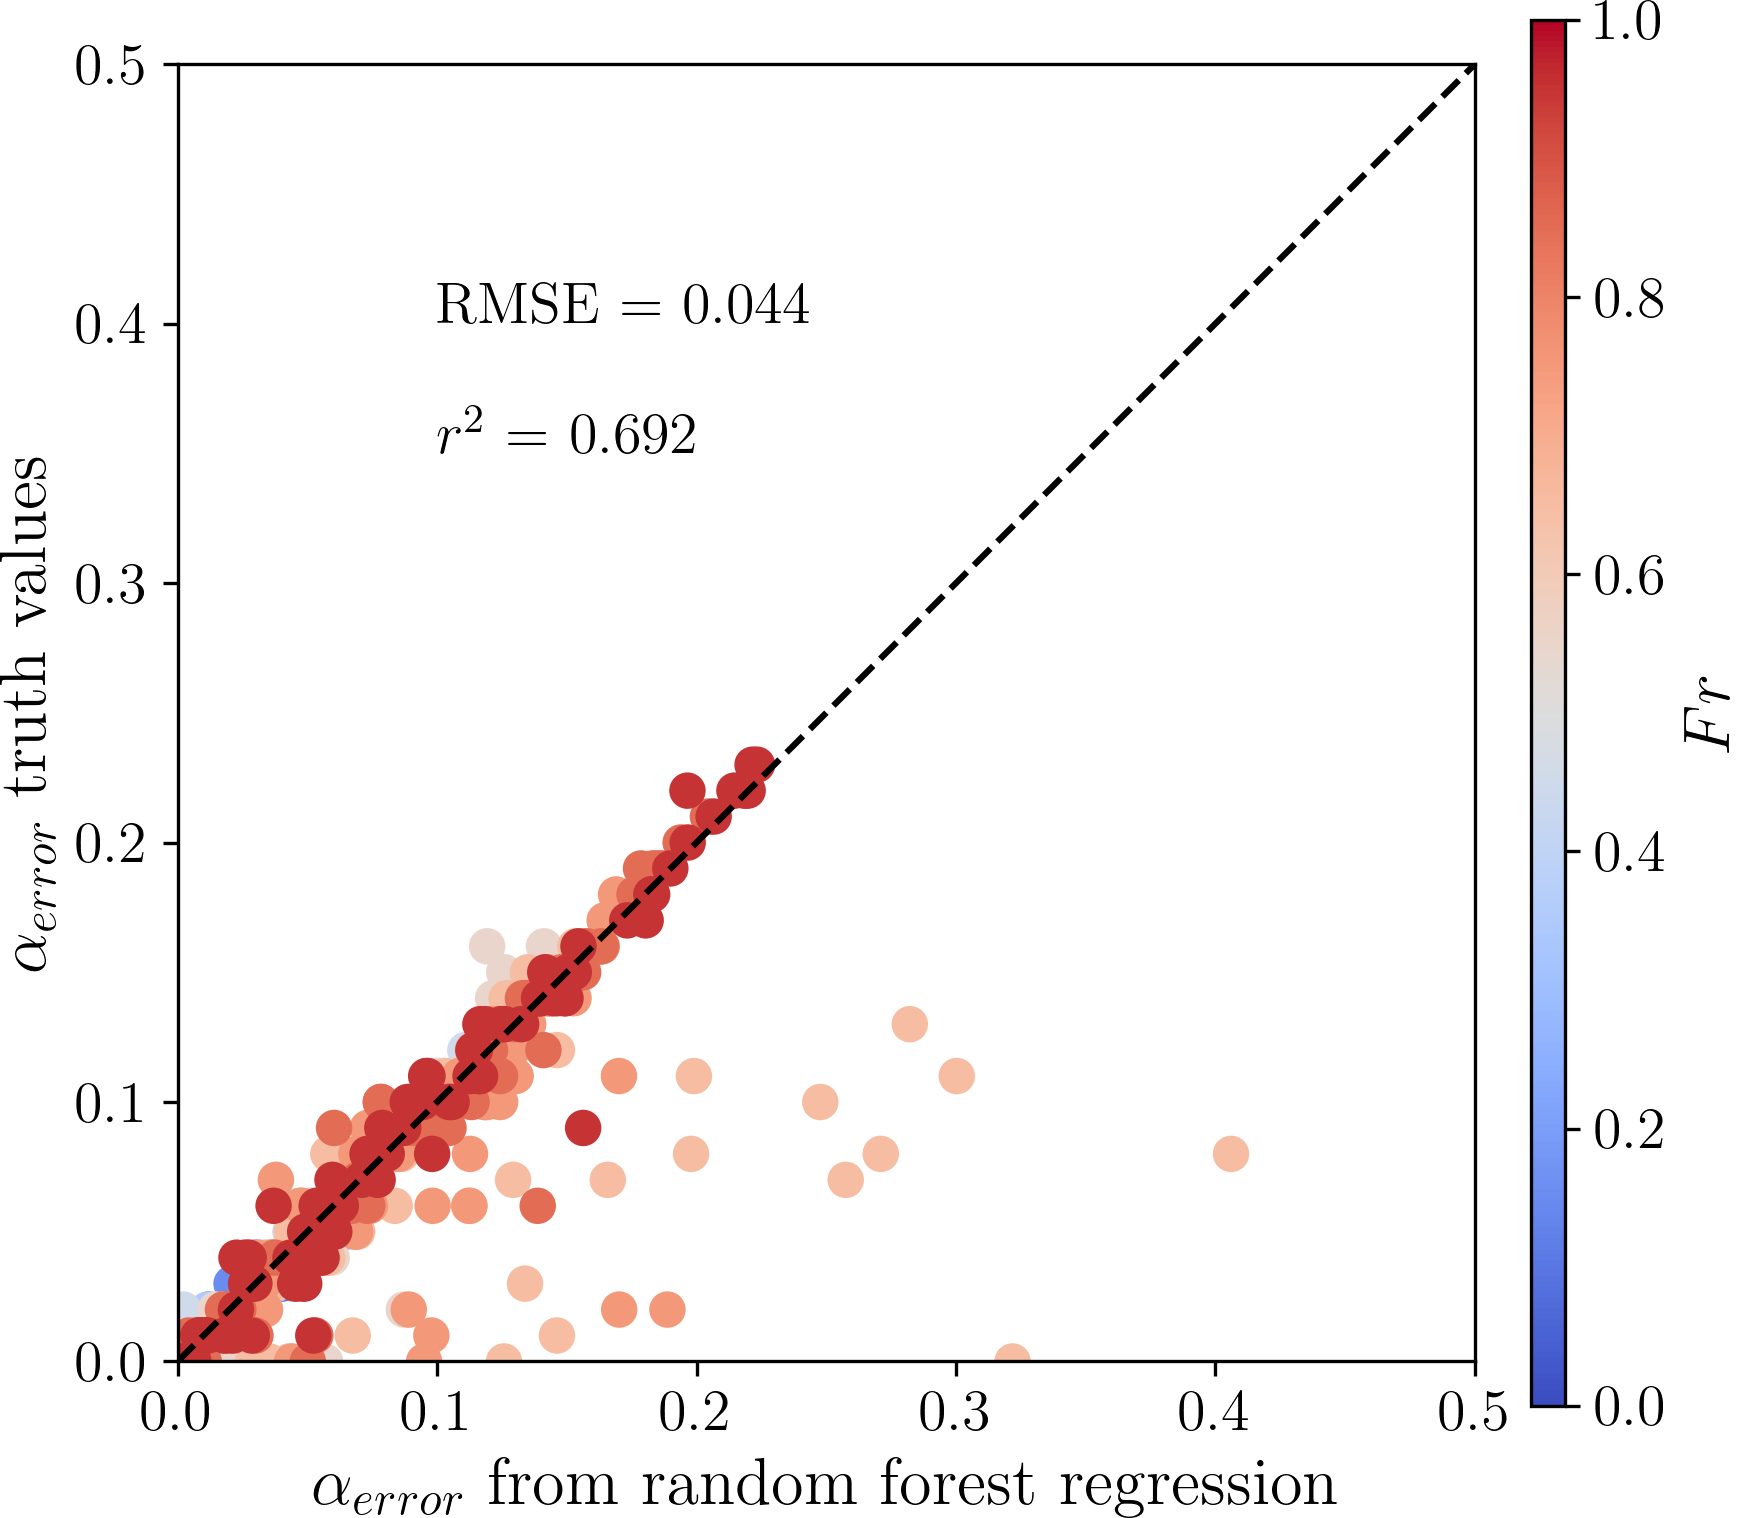 RMSE = 0.044
r² = 0.692
α_error truth values
0.5
0.4
0.3
0.2
0.1
0.0
0.0 0.1 0.2 0.3 0.4 0.5
α_error from random forest regression
1.0
0.8
0.6
0.4
0.2
0.0
Fr